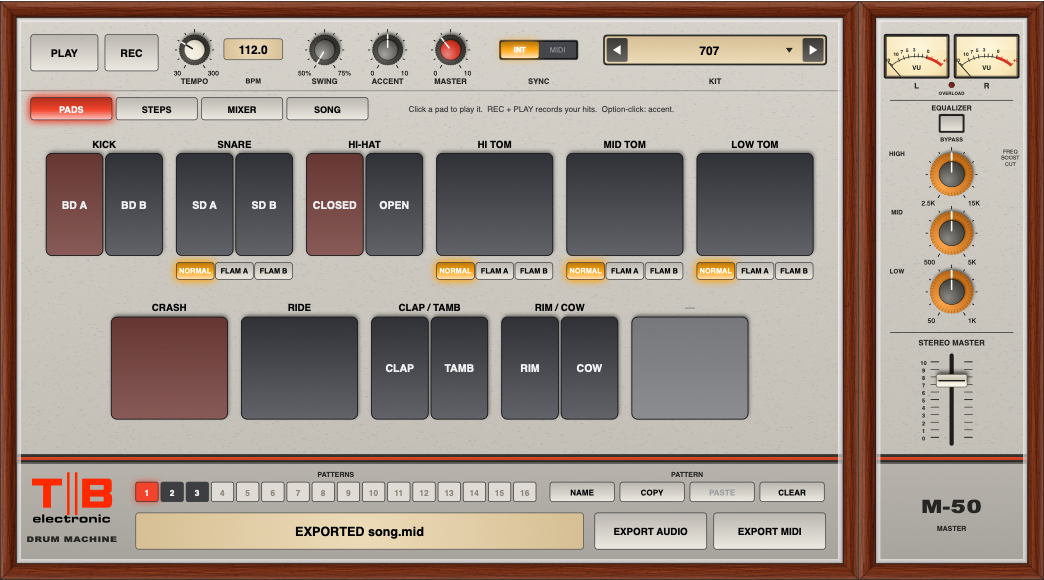 PLAY
REC
30
300
TEMPO
112.0
BPM
50%
75%
SWING
0
10
ACCENT
0
10
MASTER
INT
MIDI
SYNC
707
KIT
PADS
STEPS
MIXER
SONG
Click a pad to play it. REC + PLAY records your hits. Option-click: accent.
KICK
SNARE
HI-HAT
HI TOM
MID TOM
LOW TOM
BD A
BD B
SD A
SD B
CLOSED
OPEN
NORMAL
FLAM A
FLAM B
NORMAL
FLAM A
FLAM B
NORMAL
FLAM A
FLAM B
NORMAL
FLAM A
FLAM B
CRASH
RIDE
CLAP / TAMB
RIM / COW
CLAP
TAMB
RIM
COW
TB
electronic
DRUM MACHINE
PATTERNS
1 2 3 4 5 6 7 8 9 10 11 12 13 14 15 16
PATTERN
NAME
COPY
PASTE
CLEAR
EXPORTED song.mid
EXPORT AUDIO
EXPORT MIDI
VU
VU
L
R
OVERLOAD
EQUALIZER
BYPASS
HIGH
FREQ
BOOST
CUT
2.5K
15K
MID
500
5K
LOW
50
1K
STEREO MASTER
10
9
8
7
6
5
4
3
2
1
0
M-50
MASTER